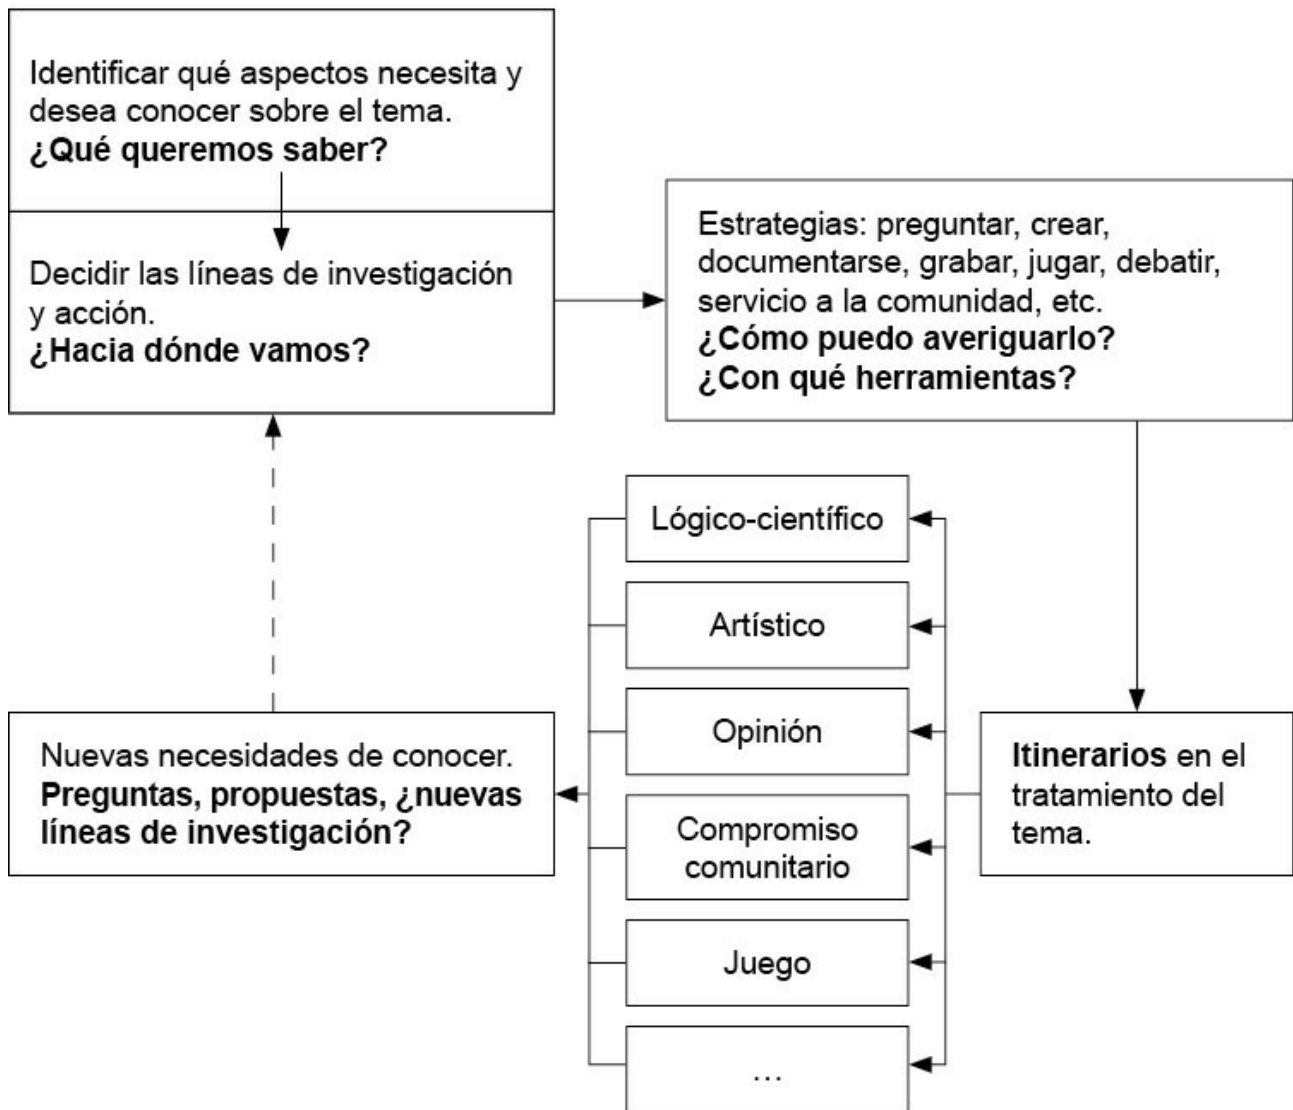 Identificar qué aspectos necesita y
desea conocer sobre el tema.
¿Qué queremos saber?
Decidir las líneas de investigación
y acción.
¿Hacia dónde vamos?
Estrategias: preguntar, crear,
documentarse, grabar, jugar, debatir,
servicio a la comunidad, etc.
¿Cómo puedo averiguarlo?
¿Con qué herramientas?
Itinerarios en el
tratamiento del
tema.
Lógico-científico
Artístico
Opinión
Compromiso
comunitario
Juego
...
Nuevas necesidades de conocer.
Preguntas, propuestas, ¿nuevas
líneas de investigación?